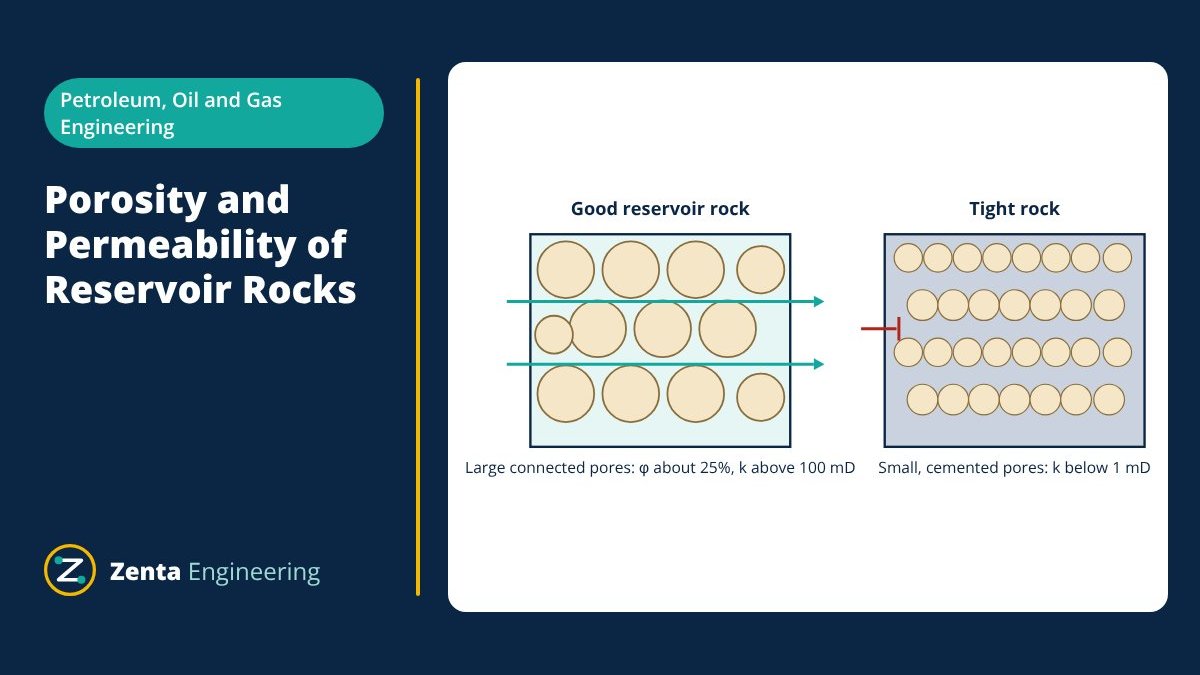 Petroleum, Oil and Gas
Engineering
Porosity and
Permeability of
Reservoir Rocks
Zenta Engineering
Good reservoir rock
Large connected pores: φ about 25%, k above 100 mD
Tight rock
Small, cemented pores: k below 1 mD